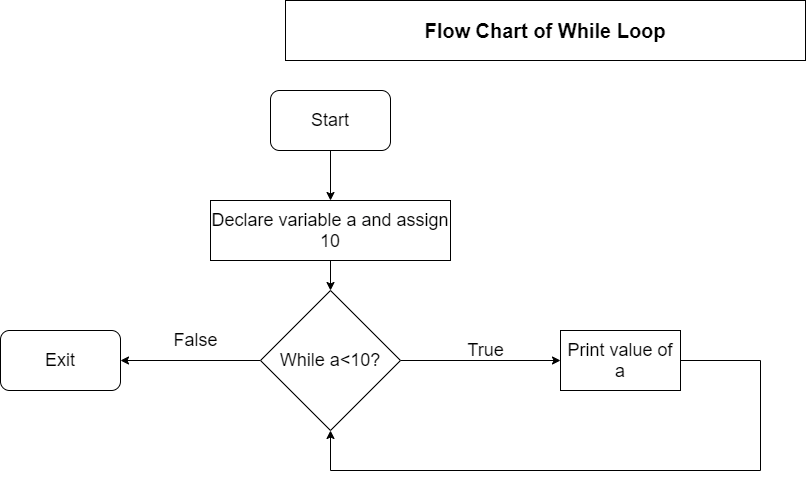 Flow Chart of While Loop
Start
Declare variable a and assign
10
False
Exit
While a<10?
True
Print value of
a